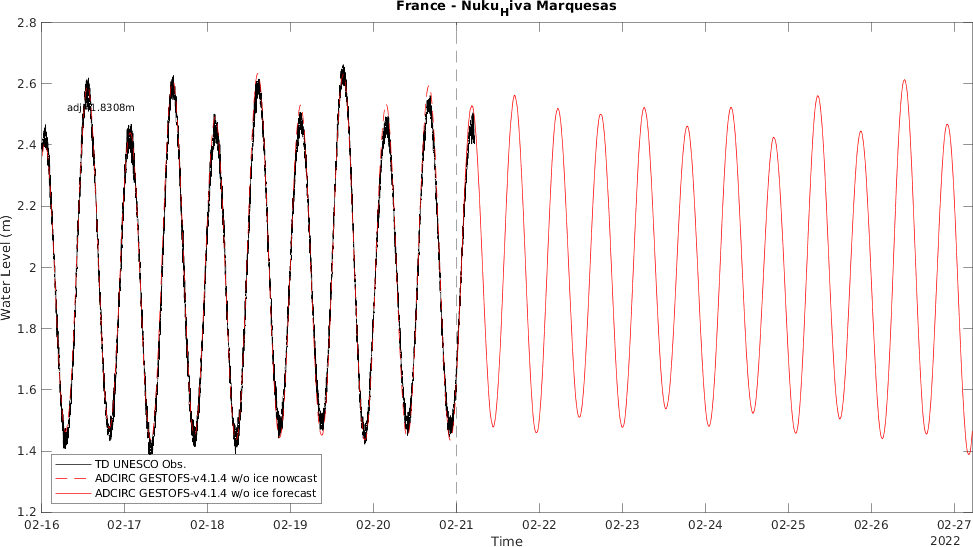 France - Nuku_Hiva Marquesas
2.8
2.6
adj 1.8308m
2.4
2.2
2
1.8
1.6
1.4
1.2
Water Level (m)
TD UNESCO Obs.
ADCIRC GESTOFS-v4.1.4 w/o ice nowcast
ADCIRC GESTOFS-v4.1.4 w/o ice forecast
02-16 02-17 02-18 02-19 02-20 02-21 02-22 02-23 02-24 02-25 02-26 02-27
Time
2022